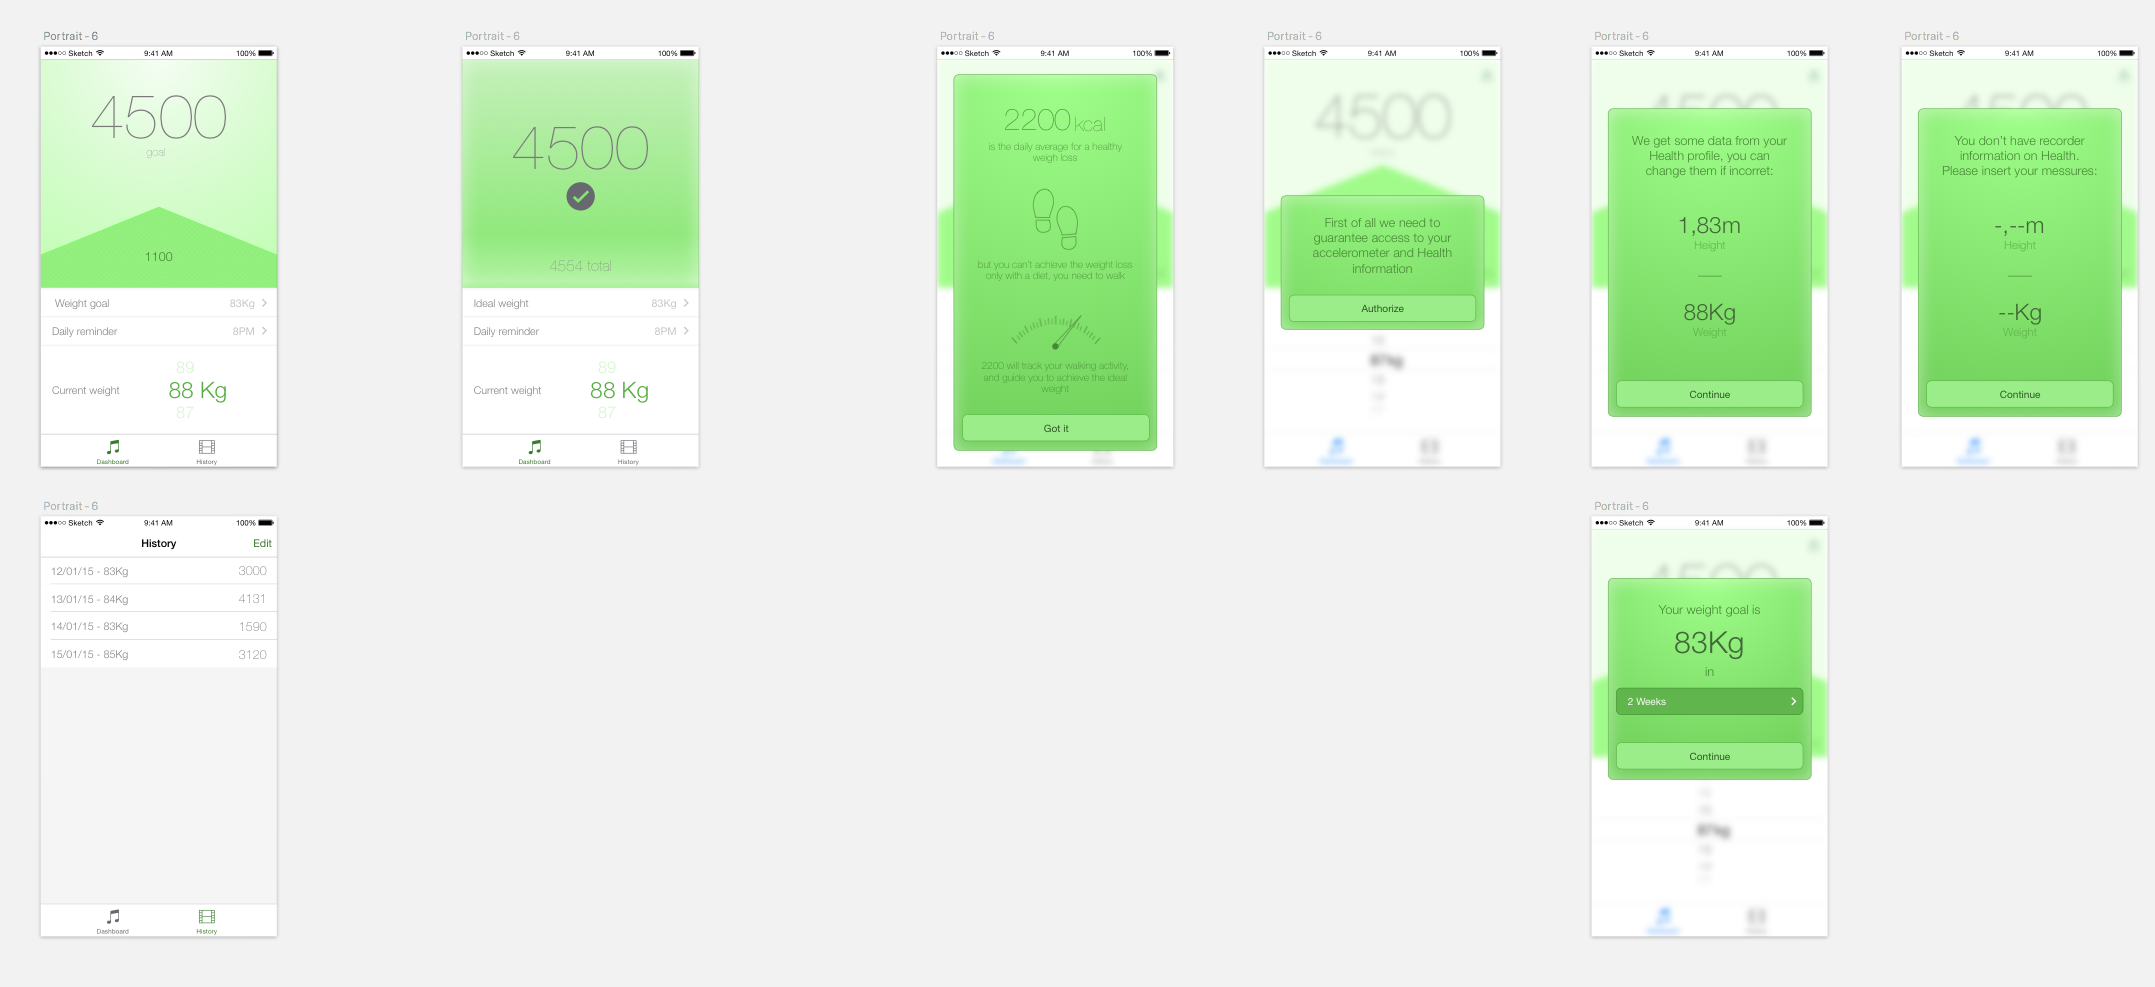 Portrait - 6
Sketch 9:41 AM 100%
4500
goal
1100
Weight goal 83Kg
Daily reminder 8PM
89
Current weight 88 Kg
87
Dashboard History
Portrait - 6
Sketch 9:41 AM 100%
4500
4554 total
Ideal weight 83Kg
Daily reminder 8PM
89
Current weight 88 Kg
87
Dashboard History
Portrait - 6
Sketch 9:41 AM 100%
2200 kcal
is the daily average for a healthy
weigh loss
but you can't achieve the weight loss
only with a diet, you need to walk
2200 will track your walking activity,
and guide you to achieve the ideal
weight
Got it
Portrait - 6
Sketch 9:41 AM 100%
4500
First of all we need to
guarantee access to your
accelerometer and Health
information
Authorize
87kg
Portrait - 6
Sketch 9:41 AM 100%
We get some data from your
Health profile, you can
change them if incorret:
1,83m
Height
88Kg
Weight
Continue
Portrait - 6
Sketch 9:41 AM 100%
You don't have recorder
information on Health.
Please insert your messures:
-,--m
Height
--Kg
Weight
Continue
Portrait - 6
Sketch 9:41 AM 100%
History Edit
12/01/15 - 83Kg 3000
13/01/15 - 84Kg 4131
14/01/15 - 83Kg 1590
15/01/15 - 85Kg 3120
Dashboard History
Portrait - 6
Sketch 9:41 AM 100%
Your weight goal is
83Kg
in
2 Weeks
Continue
87kg